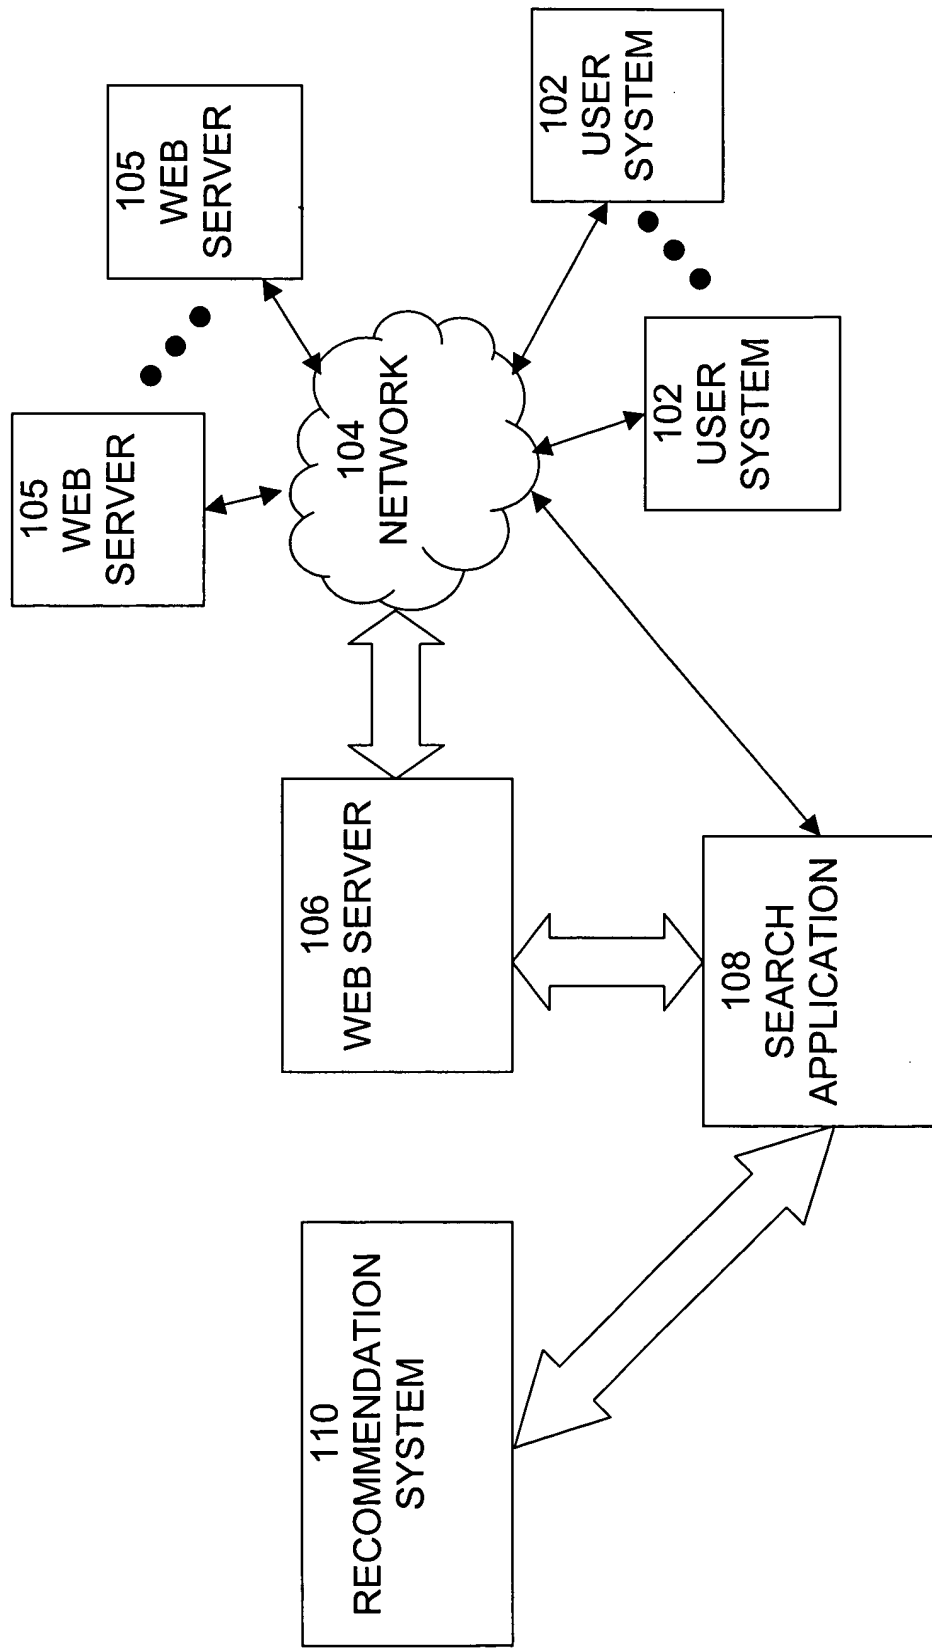 105
WEB
SERVER
105
WEB
SERVER
104
NETWORK
102
USER
SYSTEM
102
USER
SYSTEM
106
WEB SERVER
108
SEARCH
APPLICATION
110
RECOMMENDATION
SYSTEM